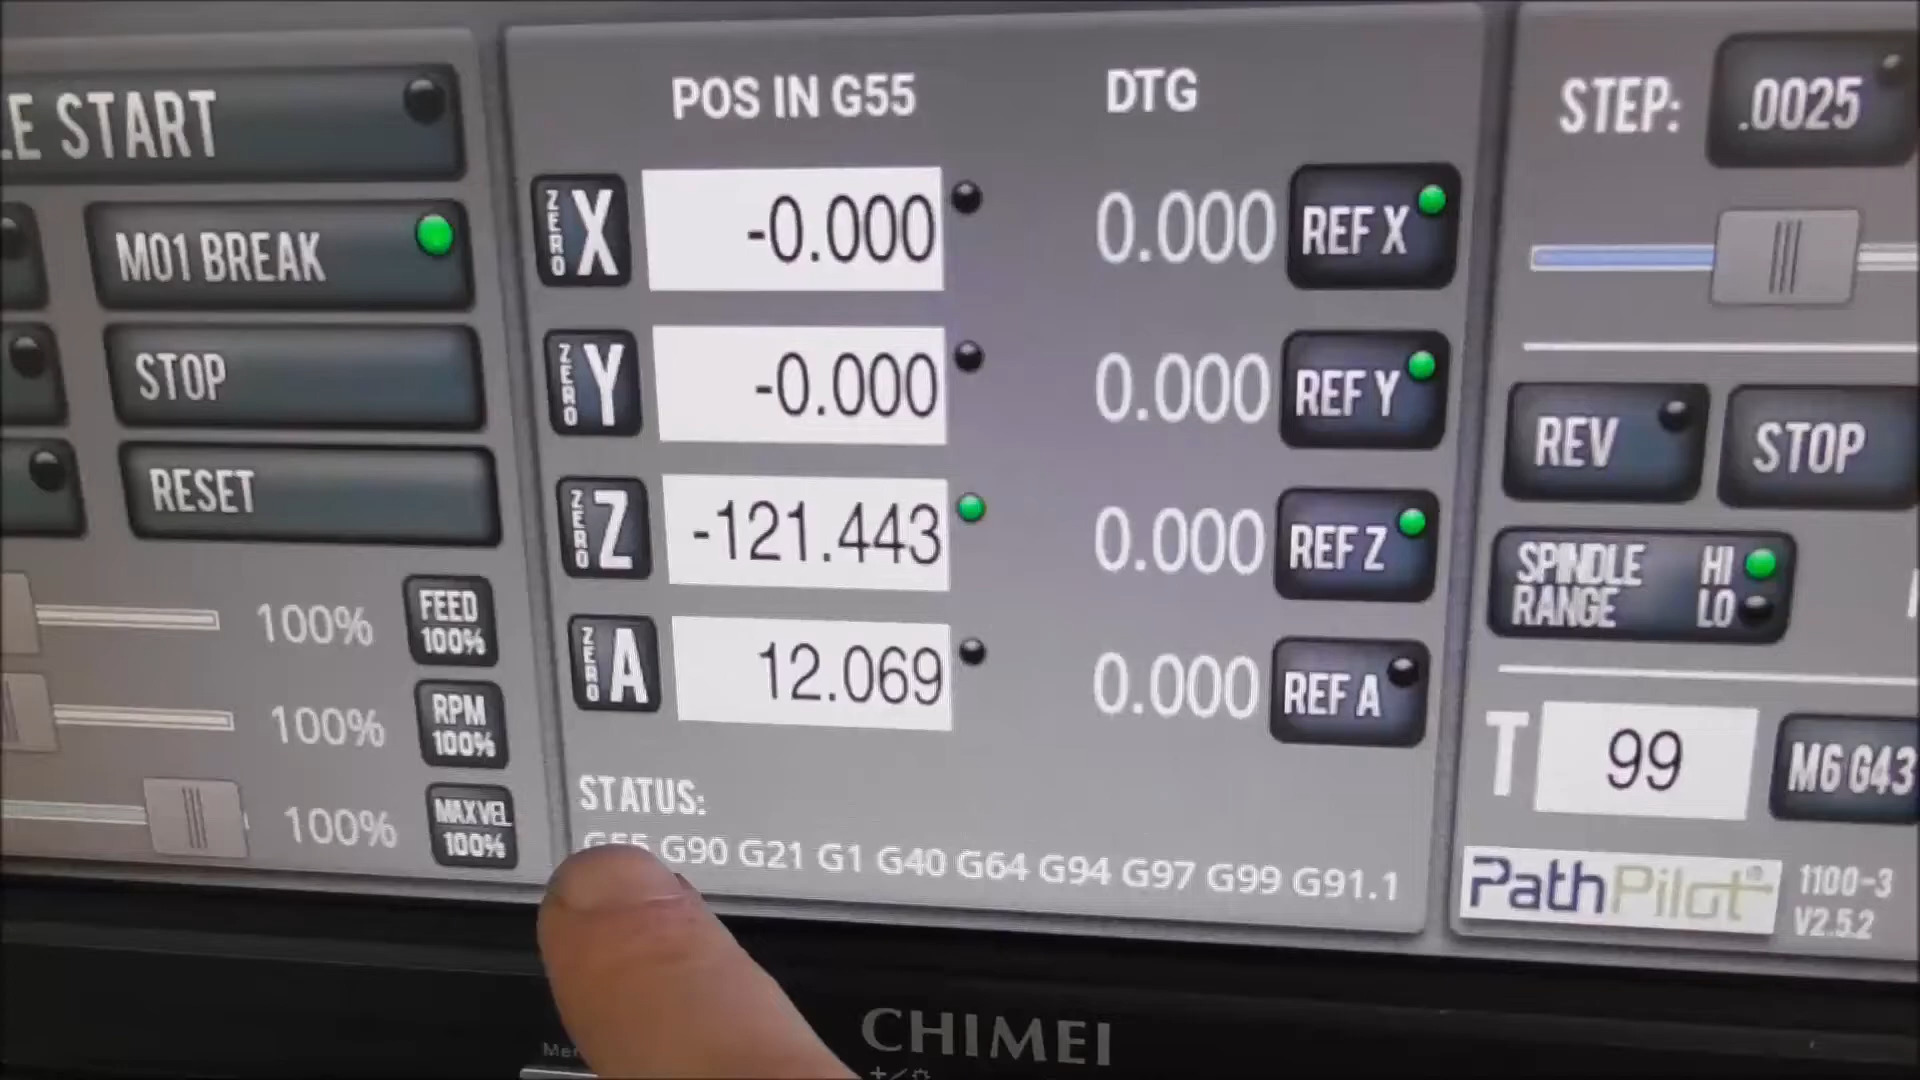 LE START
M01 BREAK
STOP
RESET
100%
FEED
100%
100%
RPM
100%
100%
MAXVEL
100%
POS IN G55
DTG
ZERO X
-0.000
0.000
REF X
ZERO Y
-0.000
0.000
REF Y
ZERO Z
-121.443
0.000
REF Z
ZERO A
12.069
0.000
REF A
STATUS:
G55 G90 G21 G1 G40 G64 G94 G97 G99 G91.1
STEP:
.0025
REV
STOP
SPINDLE
RANGE
HI
LO
T
99
M6 G43
PathPilot®
1100-3
V2.5.2
CHIMEI